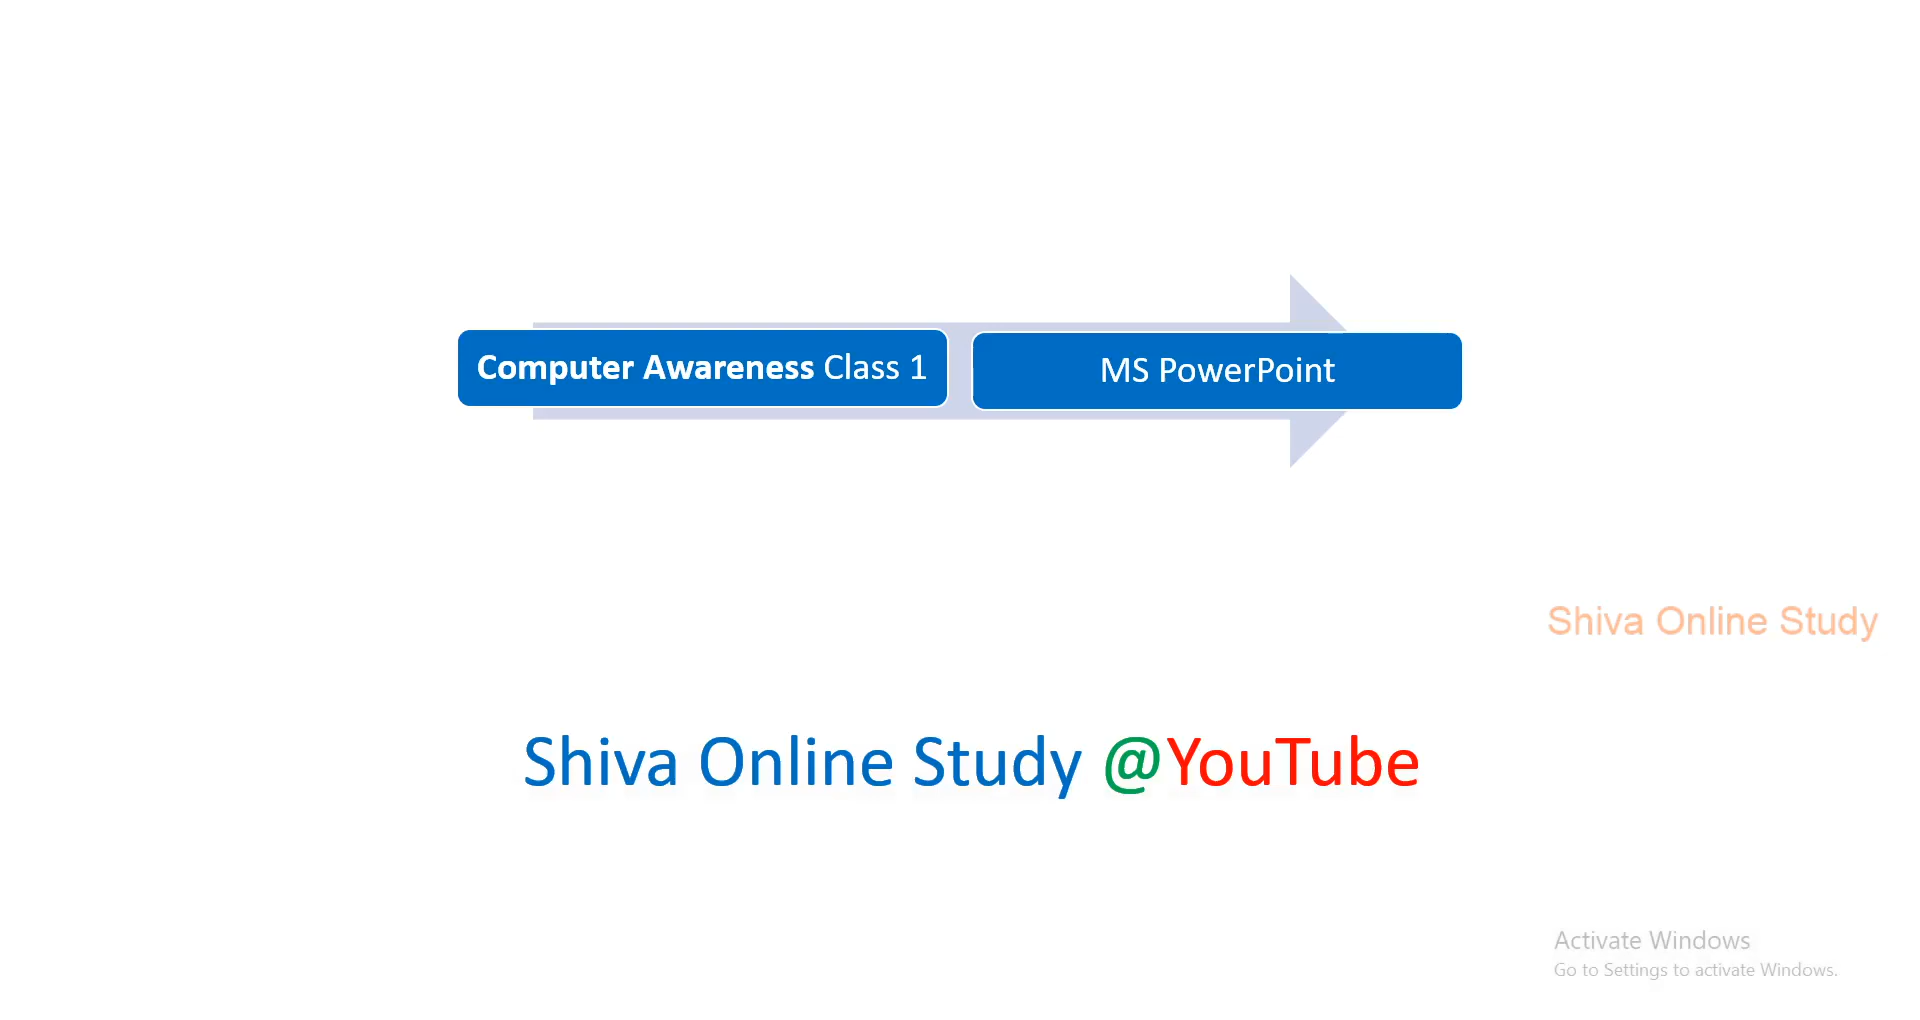 Computer Awareness Class 1
MS PowerPoint
Shiva Online Study
Shiva Online Study @YouTube
Activate Windows
Go to Settings to activate Windows.